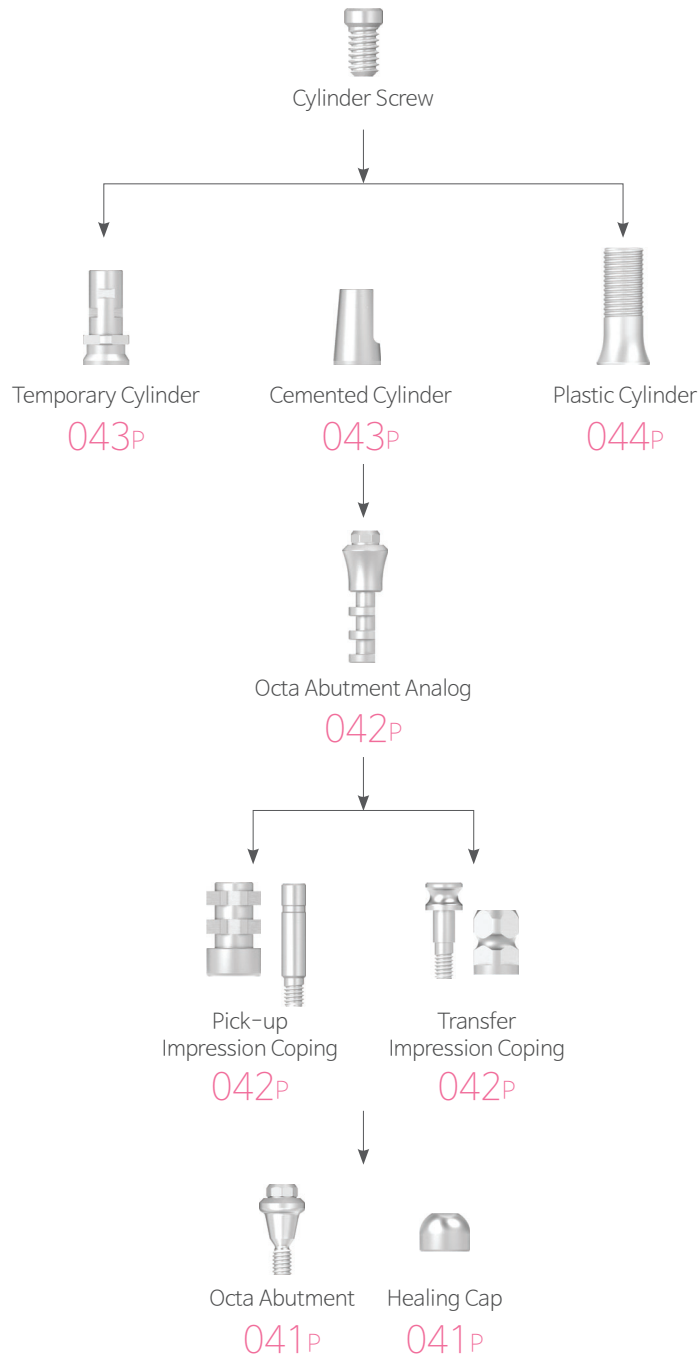 Cylinder Screw
Temporary Cylinder
043P
Cemented Cylinder
043P
Plastic Cylinder
044P
Octa Abutment Analog
042P
Pick-up
Impression Coping
042P
Transfer
Impression Coping
042P
Octa Abutment
041P
Healing Cap
041P